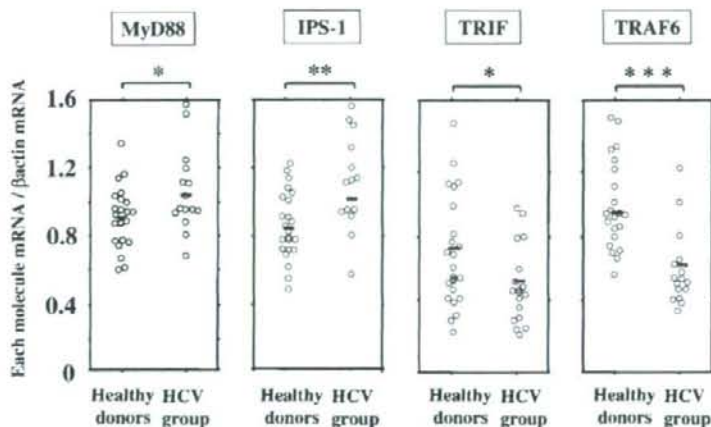 MyD88
IPS-1
TRIF
TRAF6
*
**
*
***
Each molecule mRNA / βactin mRNA
1.6
1.2
0.8
0.4
0
Healthy donors
HCV group
Healthy donors
HCV group
Healthy donors
HCV group
Healthy donors
HCV group